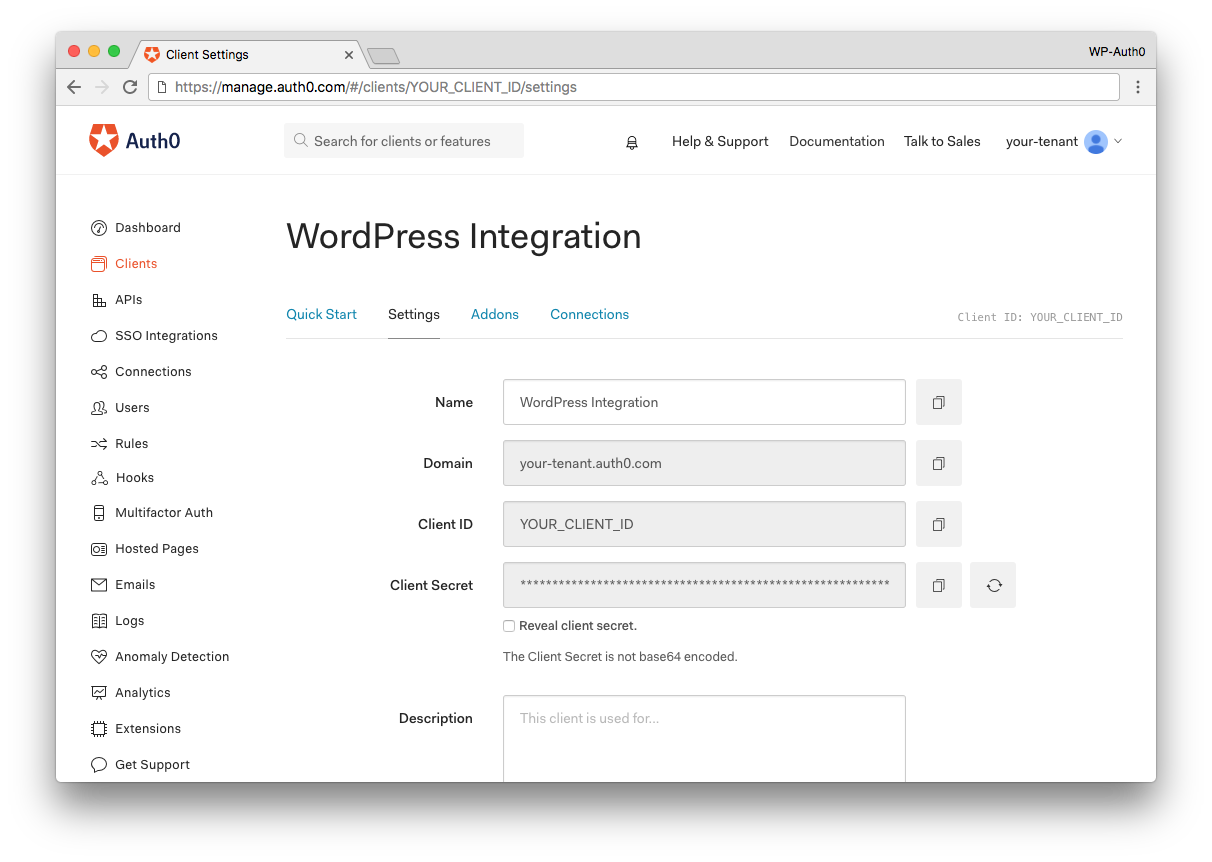 Client Settings
WP-Auth0
https://manage.auth0.com/#/clients/YOUR_CLIENT_ID/settings
Auth0
Search for clients or features
Help & Support
Documentation
Talk to Sales
your-tenant
Dashboard
Clients
APIs
SSO Integrations
Connections
Users
Rules
Hooks
Multifactor Auth
Hosted Pages
Emails
Logs
Anomaly Detection
Analytics
Extensions
Get Support
WordPress Integration
Quick Start
Settings
Addons
Connections
Client ID: YOUR_CLIENT_ID
Name
WordPress Integration
Domain
your-tenant.auth0.com
Client ID
YOUR_CLIENT_ID
Client Secret
**********************************************************
Reveal client secret.
The Client Secret is not base64 encoded.
Description
This client is used for...